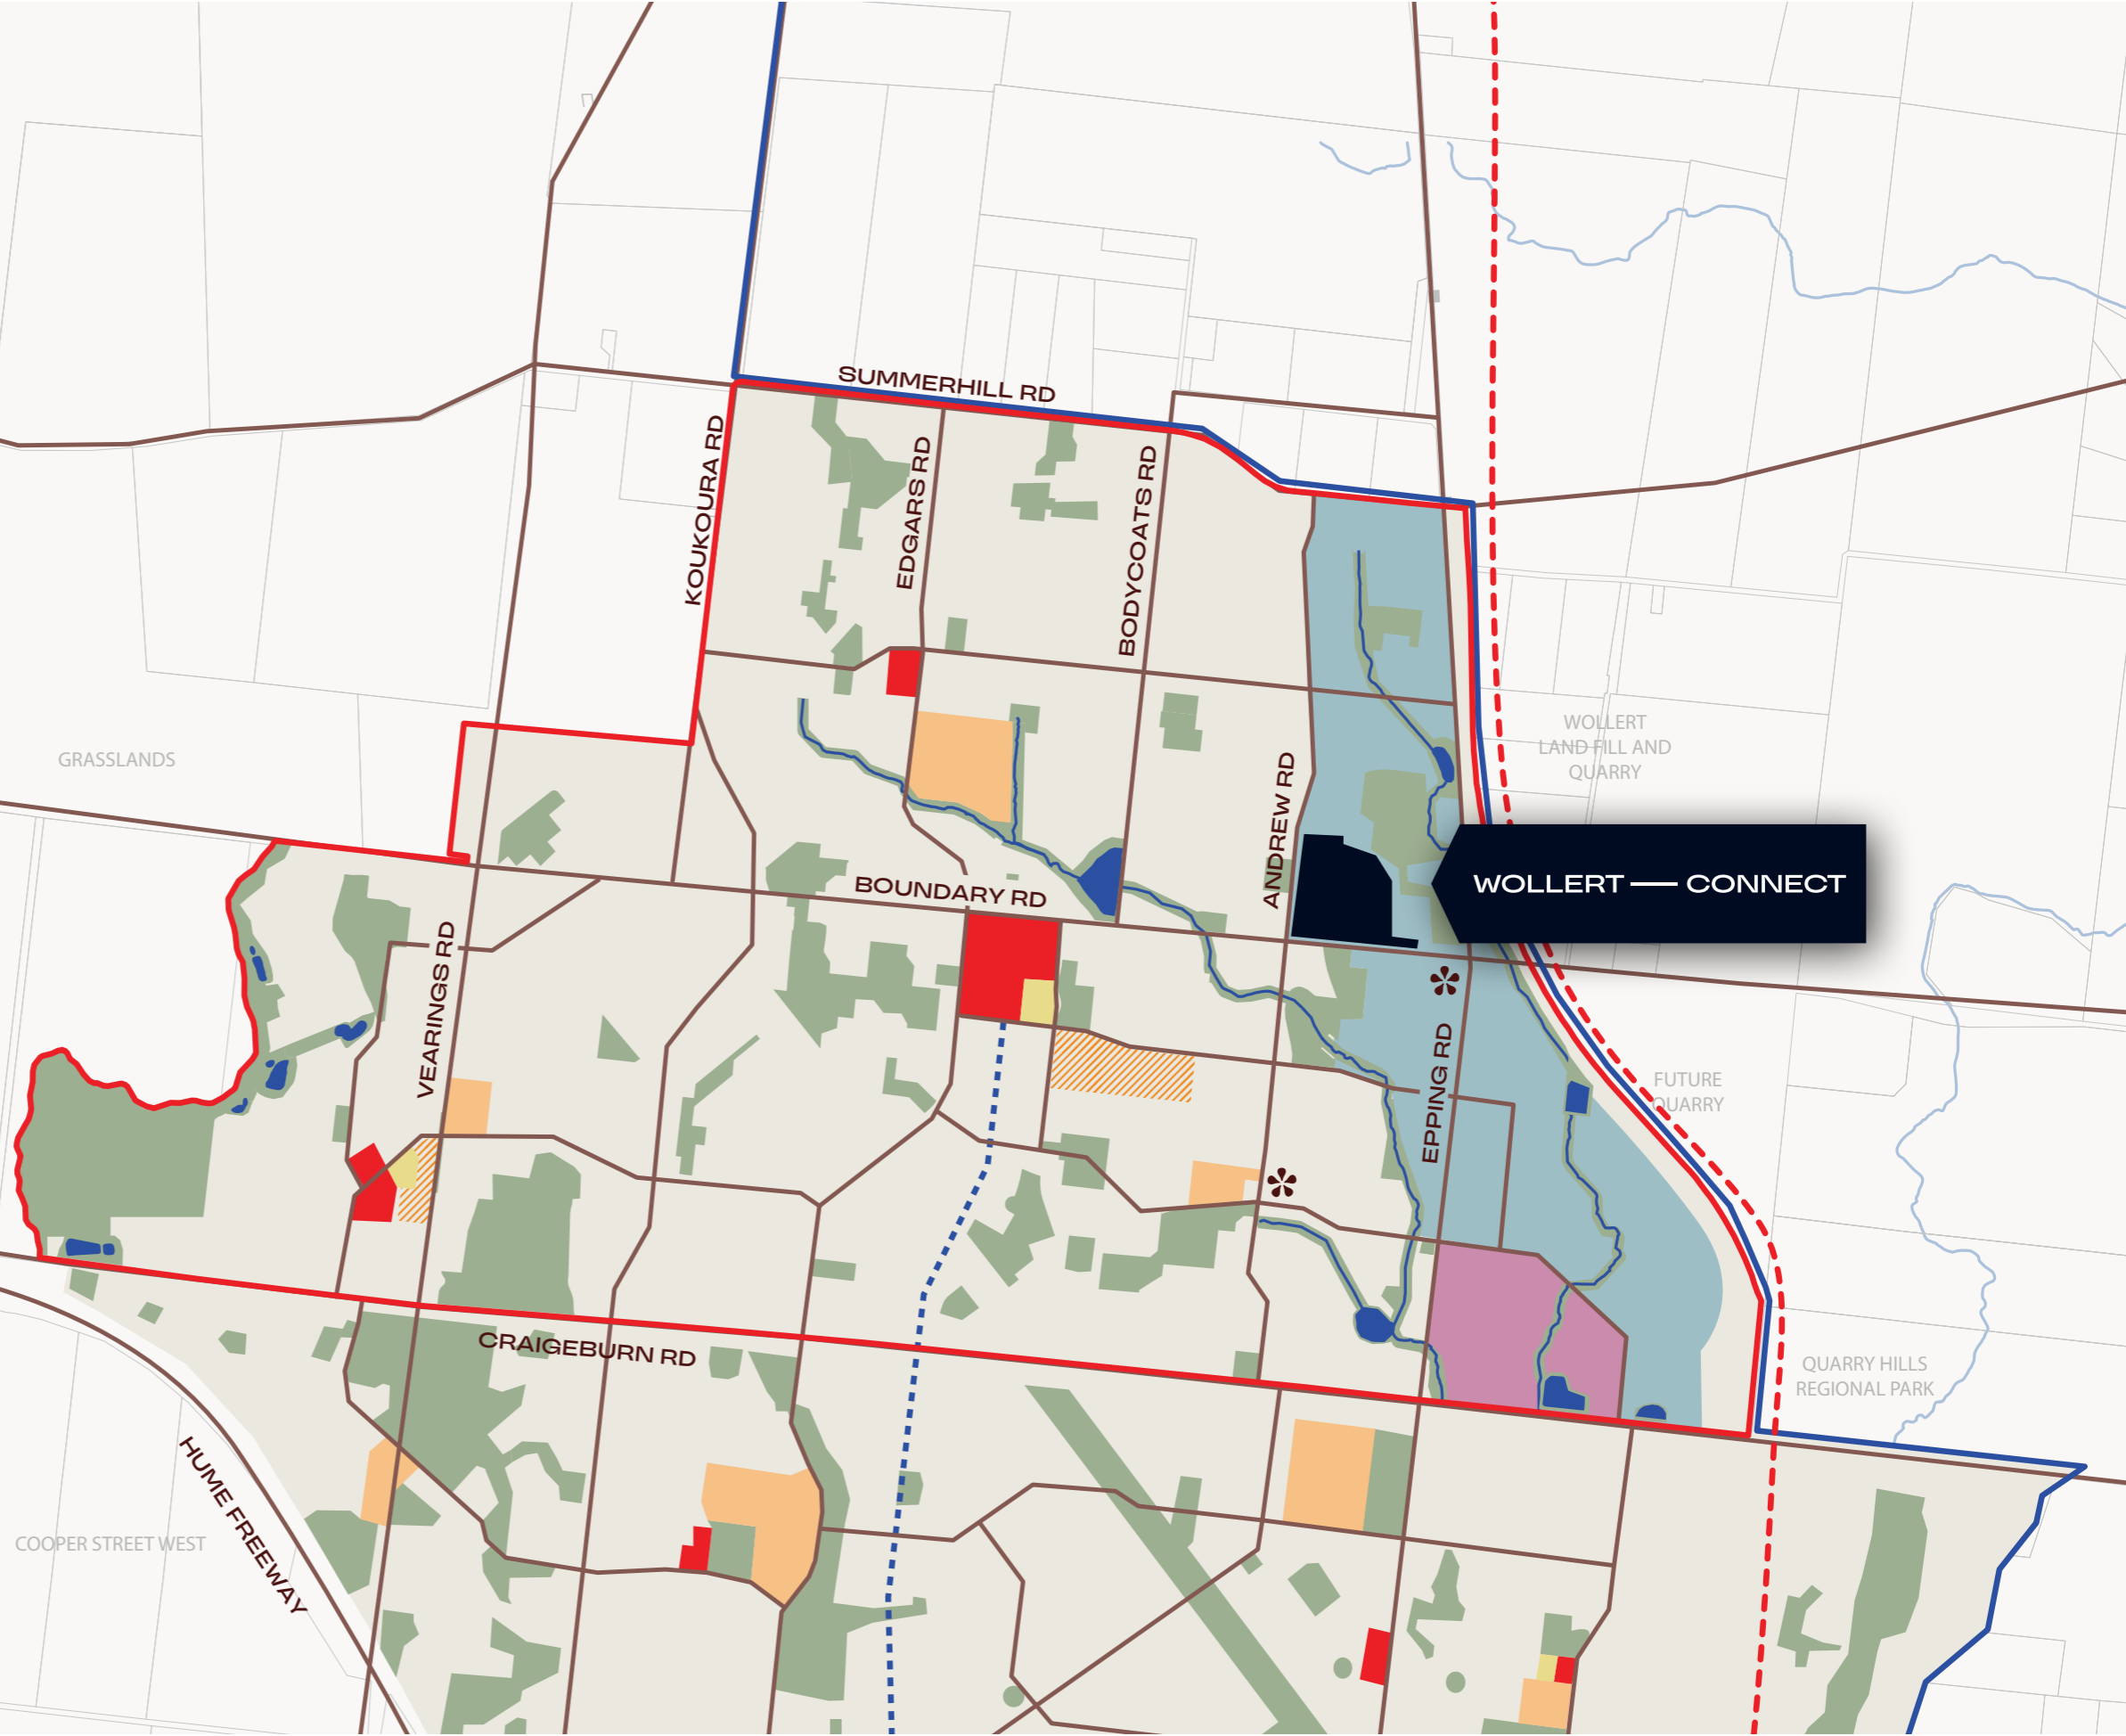 SUMMERHILL RD
KOUKOURA RD
EDGARS RD
BODYCOATS RD
WOLLERT
LAND FILL AND
QUARRY
GRASSLANDS
ANDREW RD
WOLLERT — CONNECT
BOUNDARY RD
VEARINGS RD
*
EPPING RD
FUTURE
QUARRY
*
CRAIGEBURN RD
QUARRY HILLS
REGIONAL PARK
HUME FREEWAY
COOPER STREET WEST